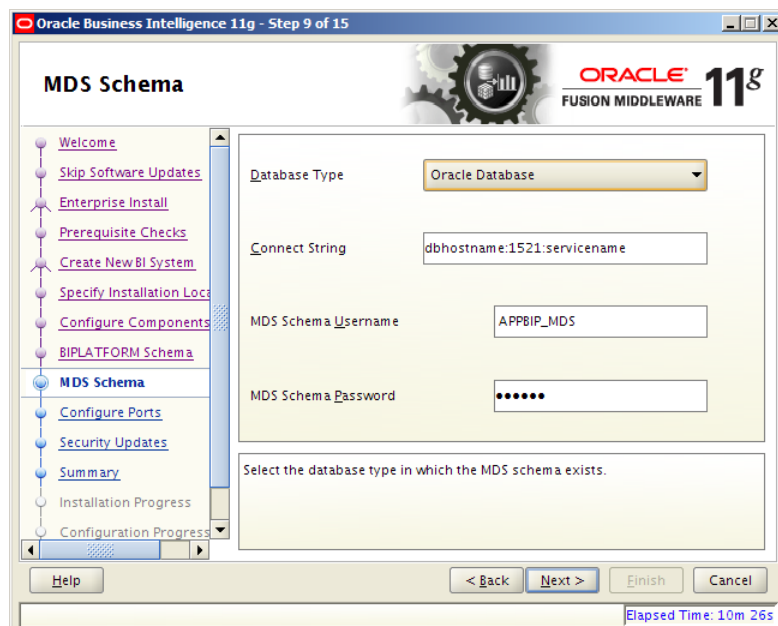 Oracle Business Intelligence 11g - Step 9 of 15
MDS Schema
ORACLE
FUSION MIDDLEWARE
11g
Welcome
Skip Software Updates
Enterprise Install
Prerequisite Checks
Create New BI System
Specify Installation Loca
Configure Components
BIPLATFORM Schema
MDS Schema
Configure Ports
Security Updates
Summary
Installation Progress
Configuration Progress
Database Type
Oracle Database
Connect String
dbhostname:1521:servicename
MDS Schema Username
APPBIP_MDS
MDS Schema Password
••••••
Select the database type in which the MDS schema exists.
Help
< Back
Next >
Finish
Cancel
Elapsed Time: 10m 26s